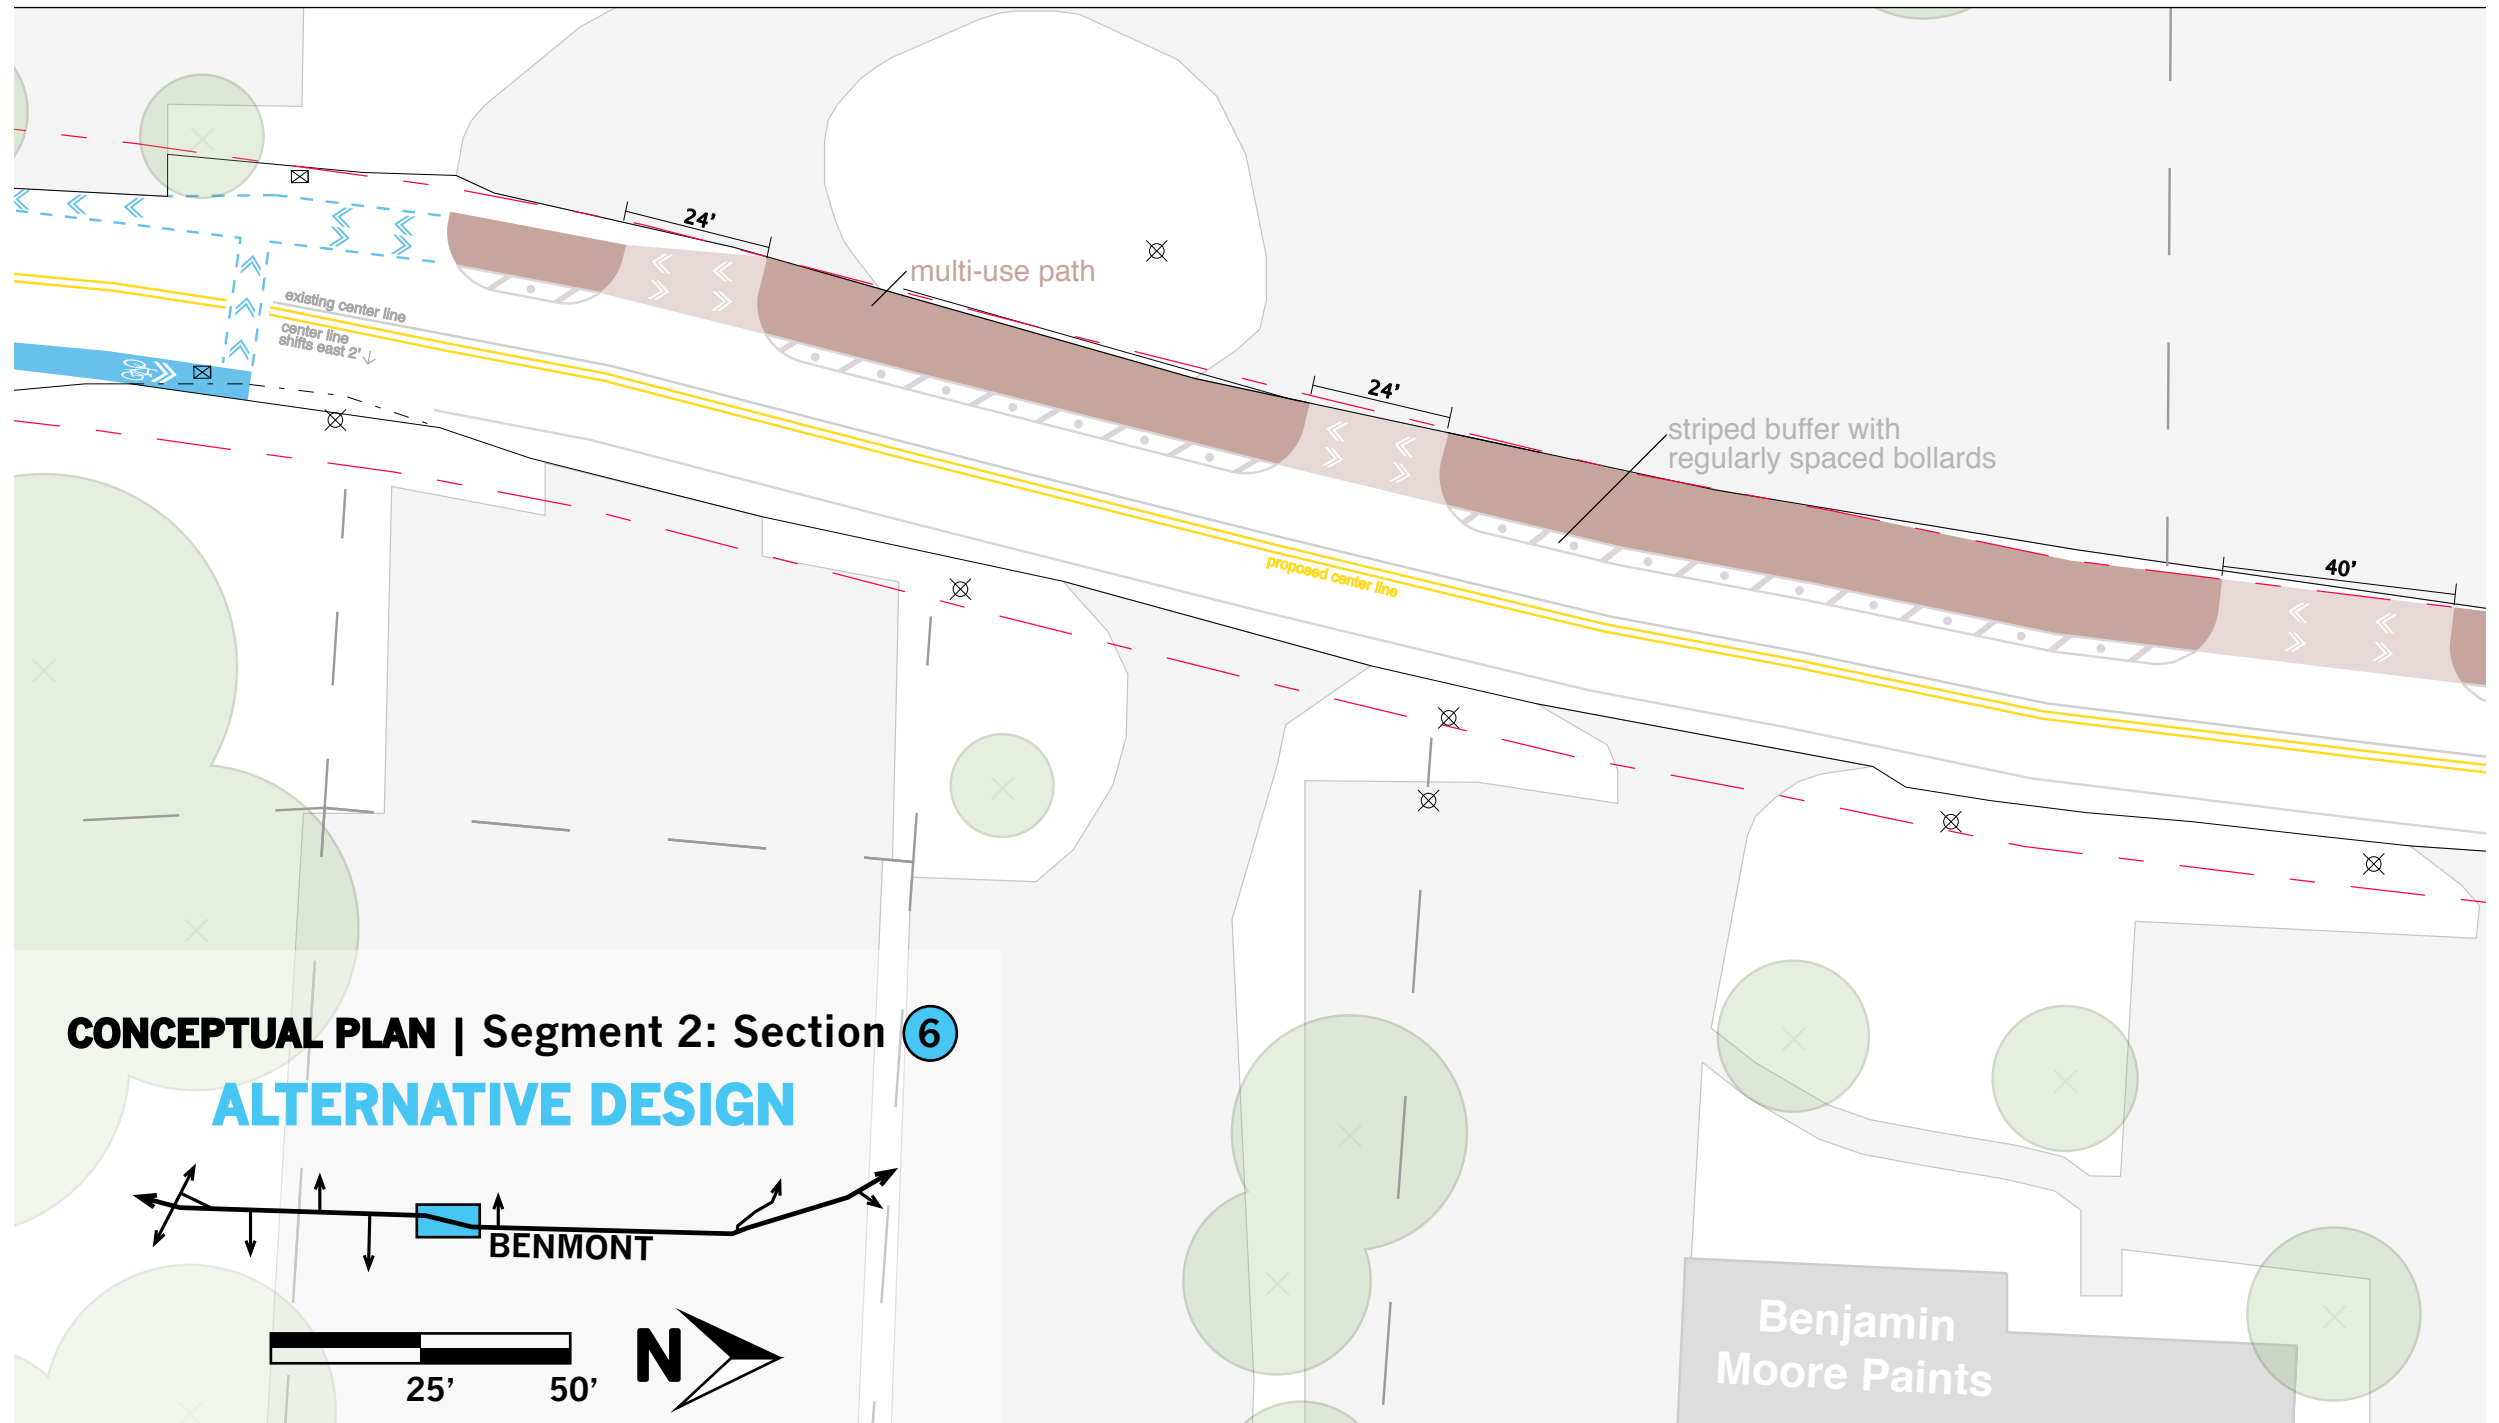 24’
multi-use path
existing center line
center line
shifts east 2’
24’
striped buffer with
regularly spaced bollards
proposed center line
40’
CONCEPTUAL PLAN | Segment 2: Section 6
ALTERNATIVE DESIGN
BENMONT
25’ 50’
N
Benjamin
Moore Paints